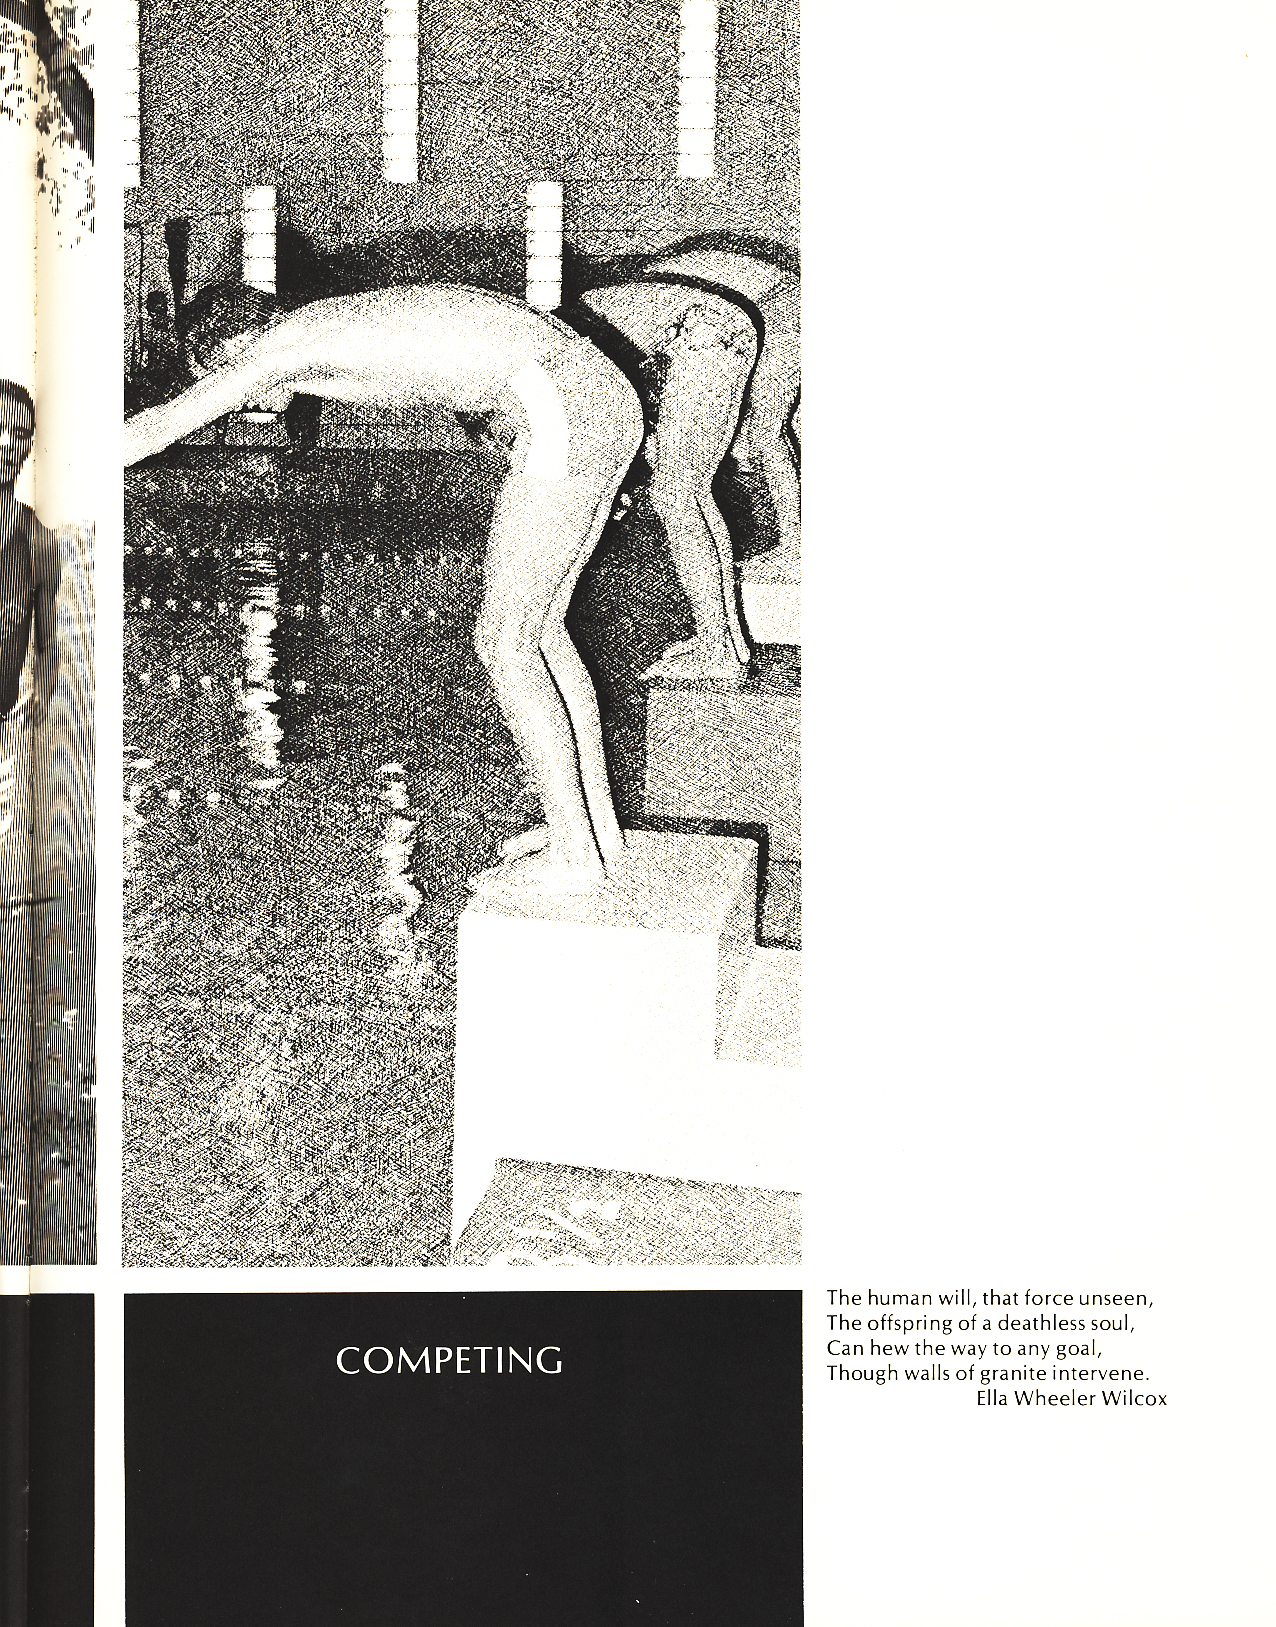 COMPETING
The human will, that force unseen,
The offspring of a deathless soul,
Can hew the way to any goal,
Though walls of granite intervene.
Ella Wheeler Wilcox